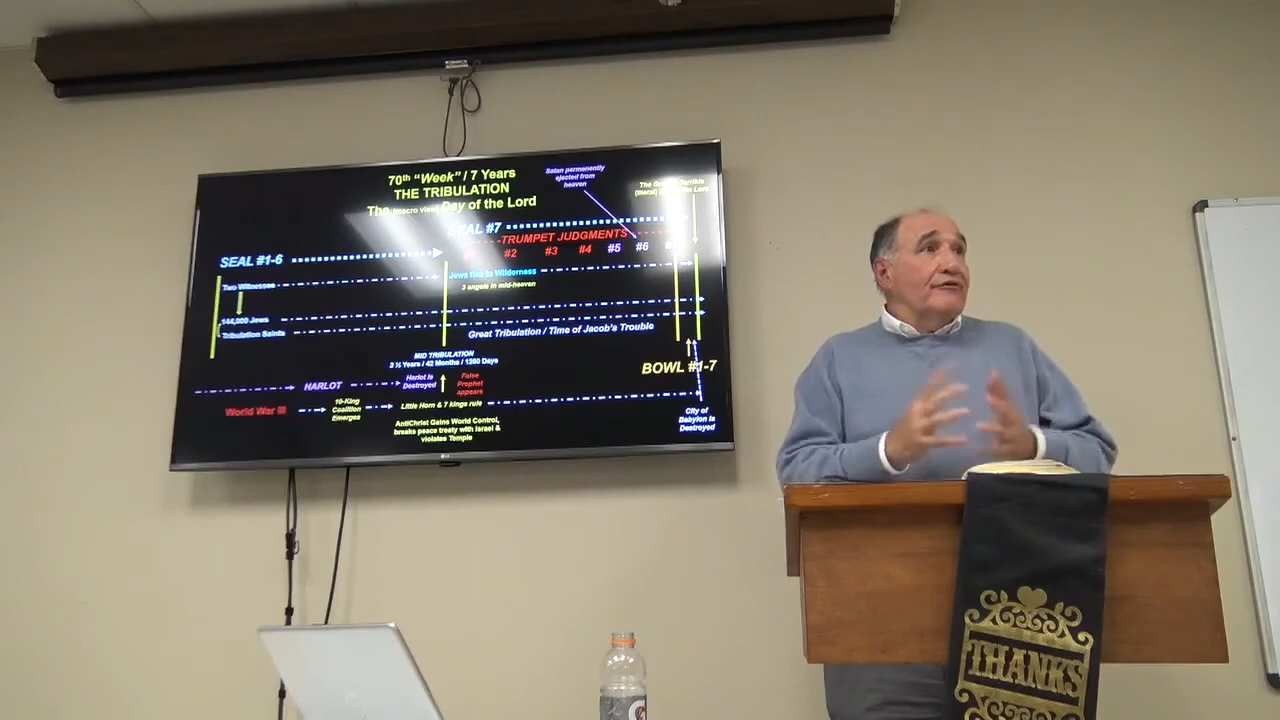 70th "Week" / 7 Years
THE TRIBULATION
The (macro view) Day of the Lord
Satan permanently
ejected from
heaven
SEAL #7
TRUMPET JUDGMENTS
#2 #3 #4 #5 #6
SEAL #1-6
Two Witnesses
Jews flee to Wilderness
3 angels in mid-heaven
144,000 Jews
Tribulation Saints
Great Tribulation / Time of Jacob's Trouble
MID TRIBULATION
3 ½ Years / 42 Months / 1260 Days
BOWL #1-7
HARLOT
Harlot is
Destroyed
False
Prophet
appears
World War III
10-King
Coalition
Emerges
Little Horn & 7 kings rule
AntiChrist Gains World Control,
breaks peace treaty with Israel &
violates Temple
City of
Babylon is
Destroyed
THANKS